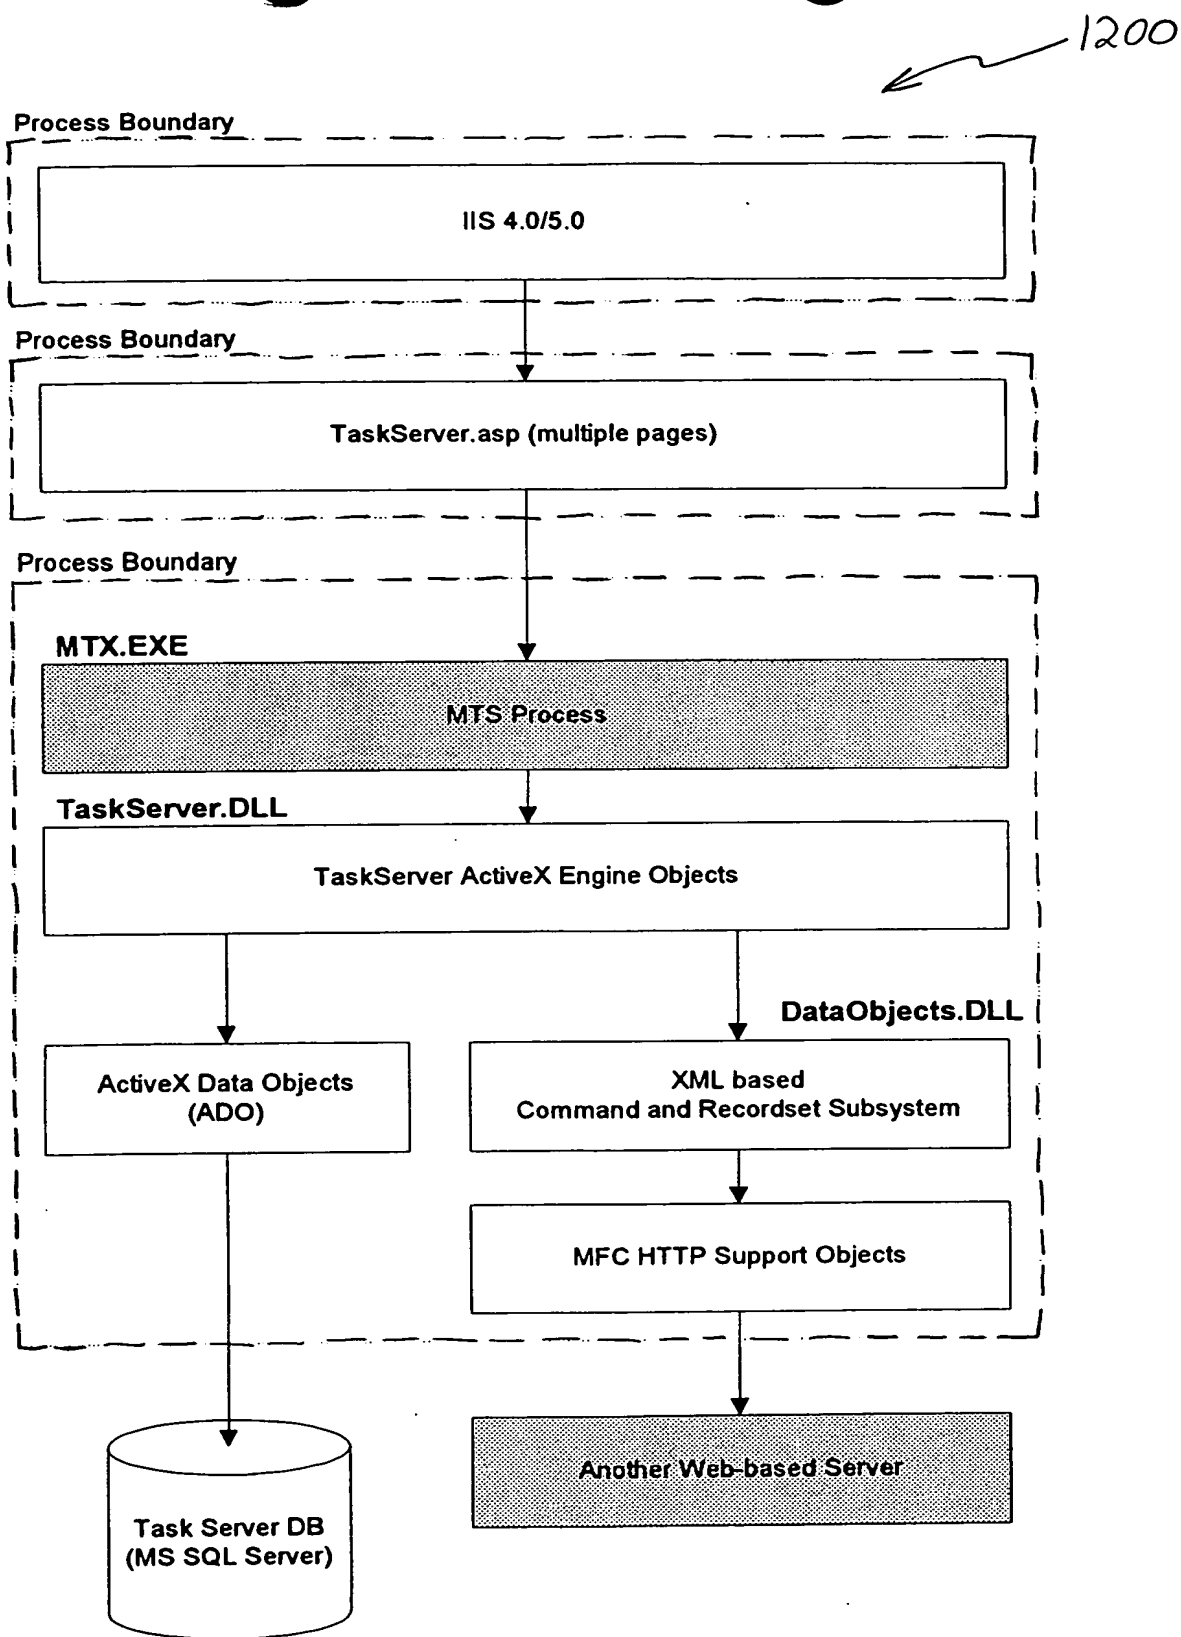 1200
Process Boundary
IIS 4.0/5.0
Process Boundary
TaskServer.asp (multiple pages)
Process Boundary
MTX.EXE
MTS Process
TaskServer.DLL
TaskServer ActiveX Engine Objects
DataObjects.DLL
ActiveX Data Objects
(ADO)
XML based
Command and Recordset Subsystem
MFC HTTP Support Objects
Another Web-based Server
Task Server DB
(MS SQL Server)